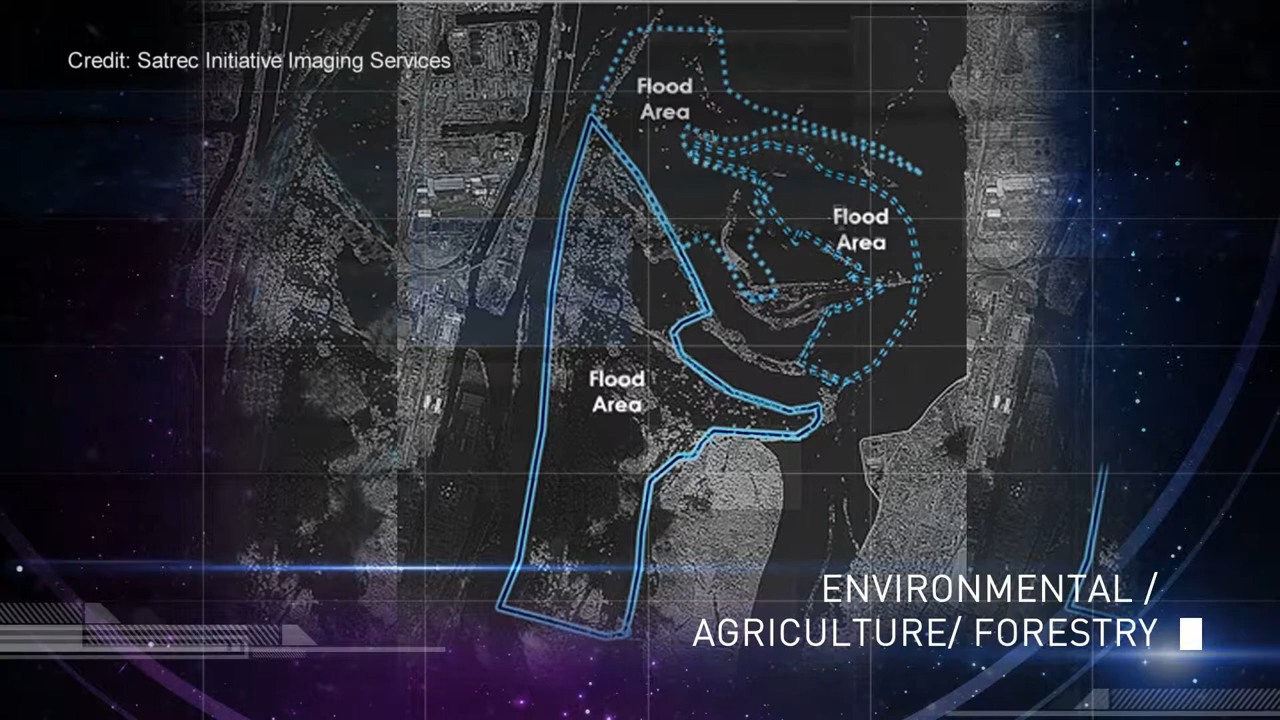 Credit: Satrec Initiative Imaging Services
Flood
Area
Flood
Area
Flood
Area
ENVIRONMENTAL /
AGRICULTURE/ FORESTRY